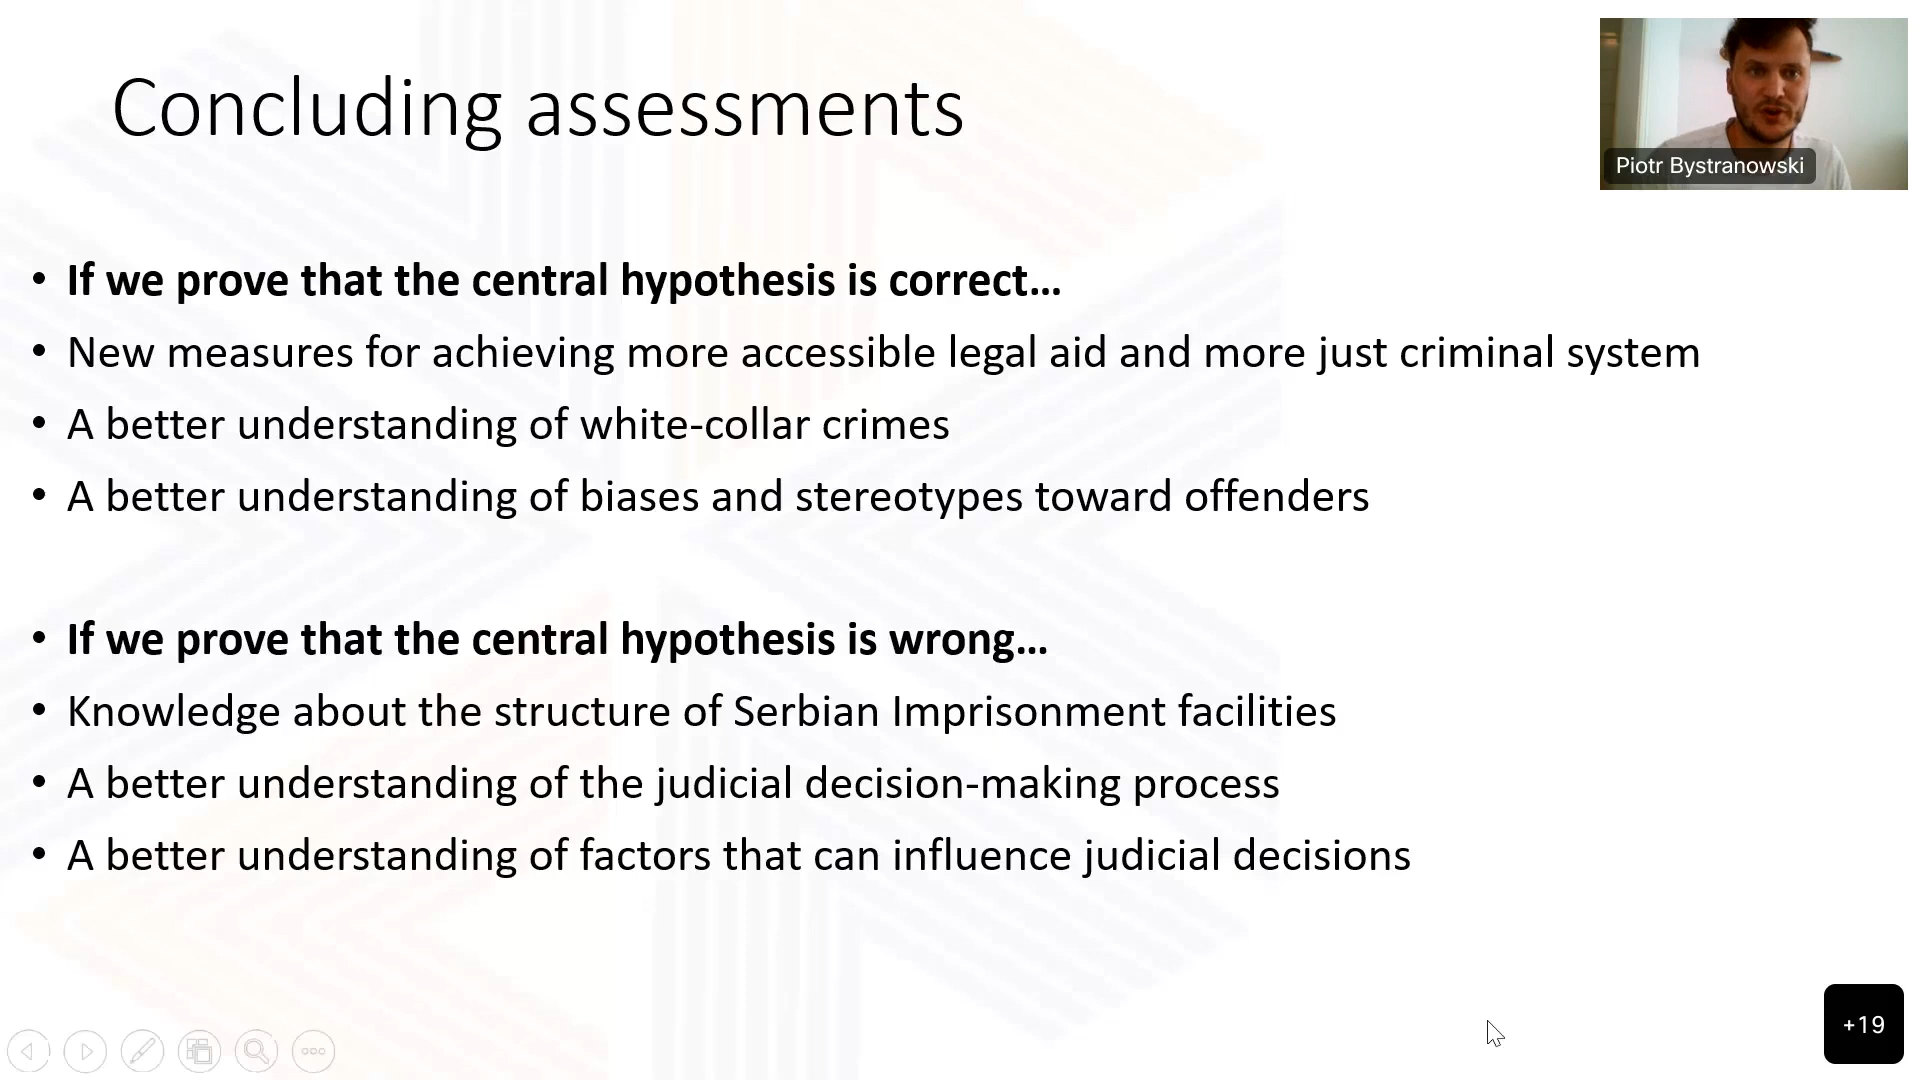 Concluding assessments
Piotr Bystranowski
• If we prove that the central hypothesis is correct...
• New measures for achieving more accessible legal aid and more just criminal system
• A better understanding of white-collar crimes
• A better understanding of biases and stereotypes toward offenders
• If we prove that the central hypothesis is wrong...
• Knowledge about the structure of Serbian Imprisonment facilities
• A better understanding of the judicial decision-making process
• A better understanding of factors that can influence judicial decisions
+19